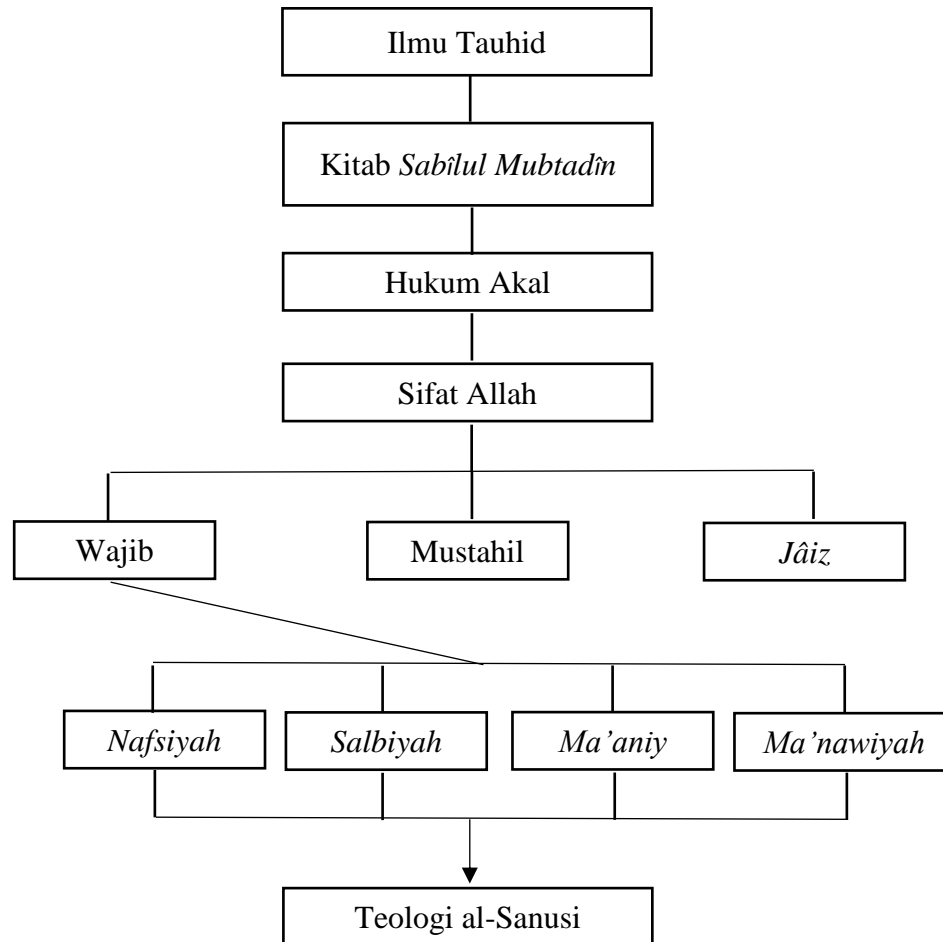 Ilmu Tauhid
Kitab Sabîlul Mubtadîn
Hukum Akal
Sifat Allah
Wajib
Mustahil
Jâiz
Nafsiyah
Salbiyah
Ma’aniy
Ma’nawiyah
Teologi al-Sanusi